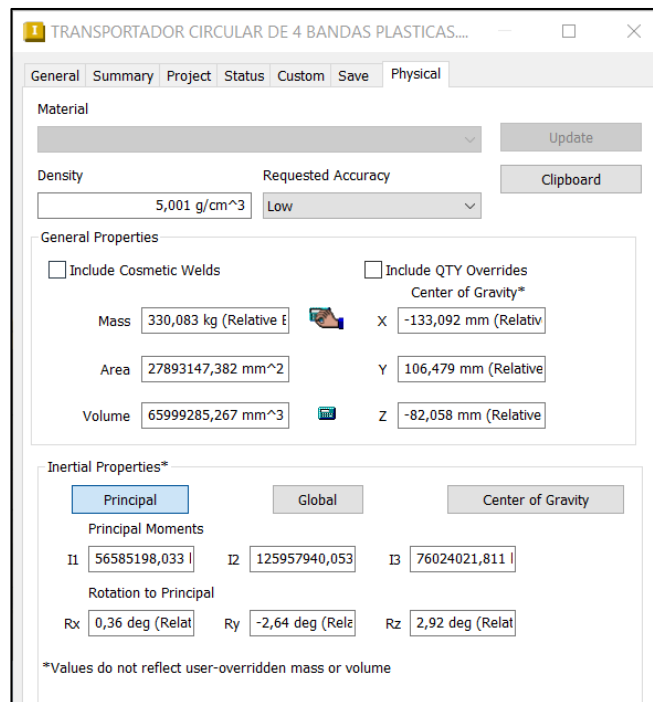 TRANSPORTADOR CIRCULAR DE 4 BANDAS PLASTICAS....
General Summary Project Status Custom Save Physical
Material
Update
Density Requested Accuracy Clipboard
5,001 g/cm^3 Low
General Properties
Include Cosmetic Welds Include QTY Overrides
Center of Gravity*
Mass 330,083 kg (Relative E X -133,092 mm (Relativ
Area 27893147,382 mm^2 Y 106,479 mm (Relative
Volume 65999285,267 mm^3 Z -82,058 mm (Relative
Inertial Properties*
Principal Global Center of Gravity
Principal Moments
I1 56585198,033 I2 125957940,053 I3 76024021,811
Rotation to Principal
Rx 0,36 deg (Relat Ry -2,64 deg (Rela Rz 2,92 deg (Relat
*Values do not reflect user-overridden mass or volume